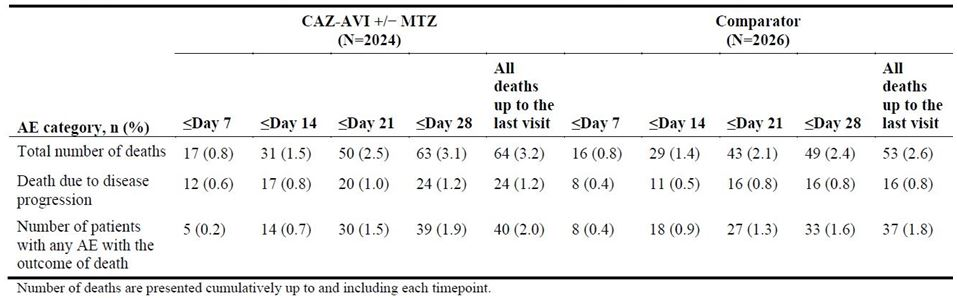 CAZ-AVI +/− MTZ Comparator
(N=2024) (N=2026)
All All
deaths deaths
up to the up to the
AE category, n (%) ≤Day 7 ≤Day 14 ≤Day 21 ≤Day 28 last visit ≤Day 7 ≤Day 14 ≤Day 21 ≤Day 28 last visit
Total number of deaths 17 (0.8) 31 (1.5) 50 (2.5) 63 (3.1) 64 (3.2) 16 (0.8) 29 (1.4) 43 (2.1) 49 (2.4) 53 (2.6)
Death due to disease 12 (0.6) 17 (0.8) 20 (1.0) 24 (1.2) 24 (1.2) 8 (0.4) 11 (0.5) 16 (0.8) 16 (0.8) 16 (0.8)
progression
Number of patients
with any AE with the 5 (0.2) 14 (0.7) 30 (1.5) 39 (1.9) 40 (2.0) 8 (0.4) 18 (0.9) 27 (1.3) 33 (1.6) 37 (1.8)
outcome of death
Number of deaths are presented cumulatively up to and including each timepoint.